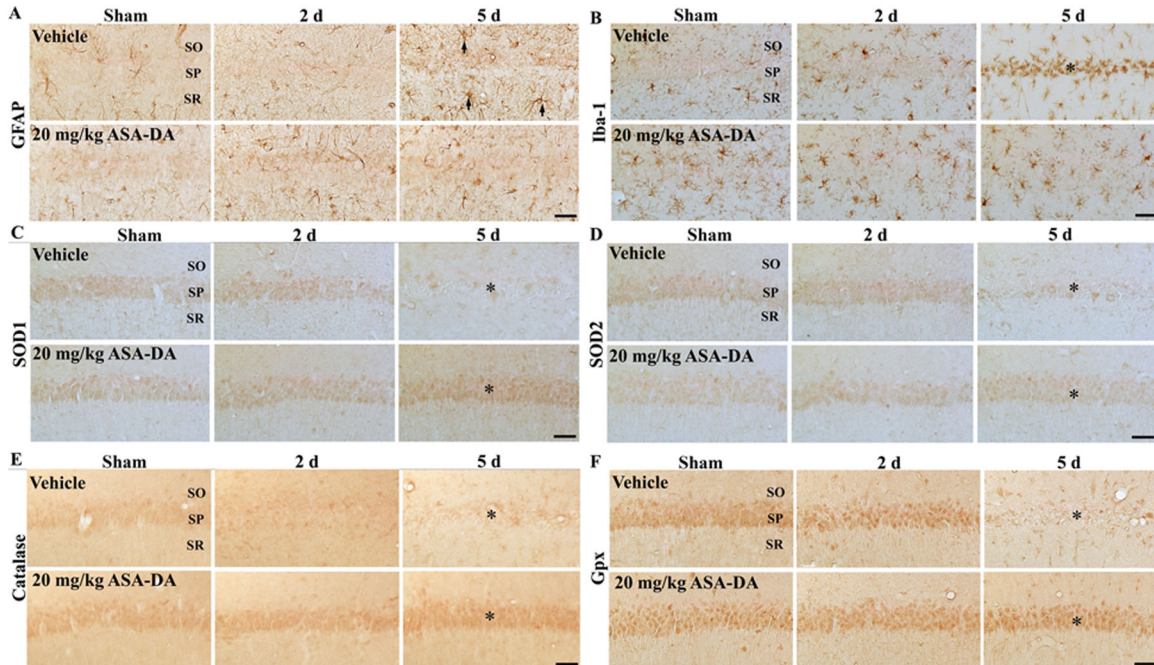 A
Sham
2 d
5 d
Vehicle
SO
SP
SR
20 mg/kg ASA-DA
GFAP
B
Sham
2 d
5 d
Vehicle
SO
SP
SR
*
20 mg/kg ASA-DA
Iba-1
C
Sham
2 d
5 d
Vehicle
SO
SP
SR
*
20 mg/kg ASA-DA
*
SOD1
D
Sham
2 d
5 d
Vehicle
SO
SP
SR
*
20 mg/kg ASA-DA
*
SOD2
E
Sham
2 d
5 d
Vehicle
SO
SP
SR
*
20 mg/kg ASA-DA
*
Catalase
F
Sham
2 d
5 d
Vehicle
SO
SP
SR
*
20 mg/kg ASA-DA
*
Gpx